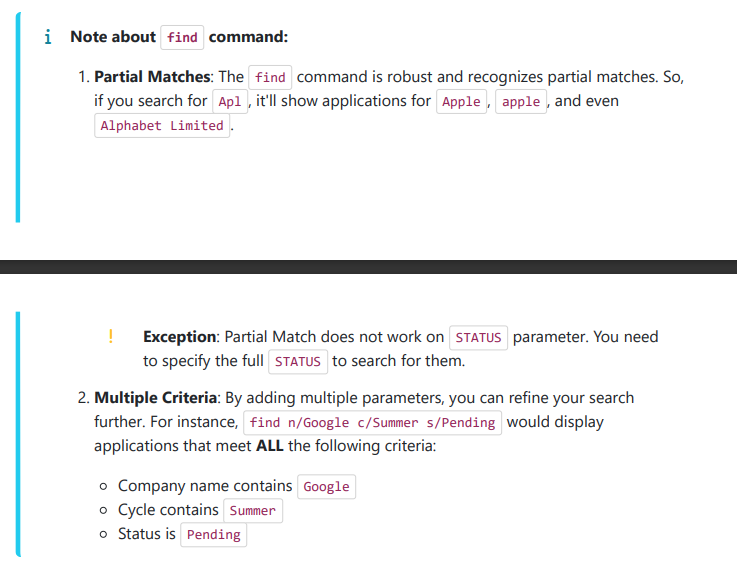 i Note about find command:
1. Partial Matches: The find command is robust and recognizes partial matches. So,
if you search for Apl, it'll show applications for Apple, apple, and even
Alphabet Limited.
! Exception: Partial Match does not work on STATUS parameter. You need
to specify the full STATUS to search for them.
2. Multiple Criteria: By adding multiple parameters, you can refine your search
further. For instance, find n/Google c/Summer s/Pending would display
applications that meet ALL the following criteria:
○ Company name contains Google
○ Cycle contains Summer
○ Status is Pending